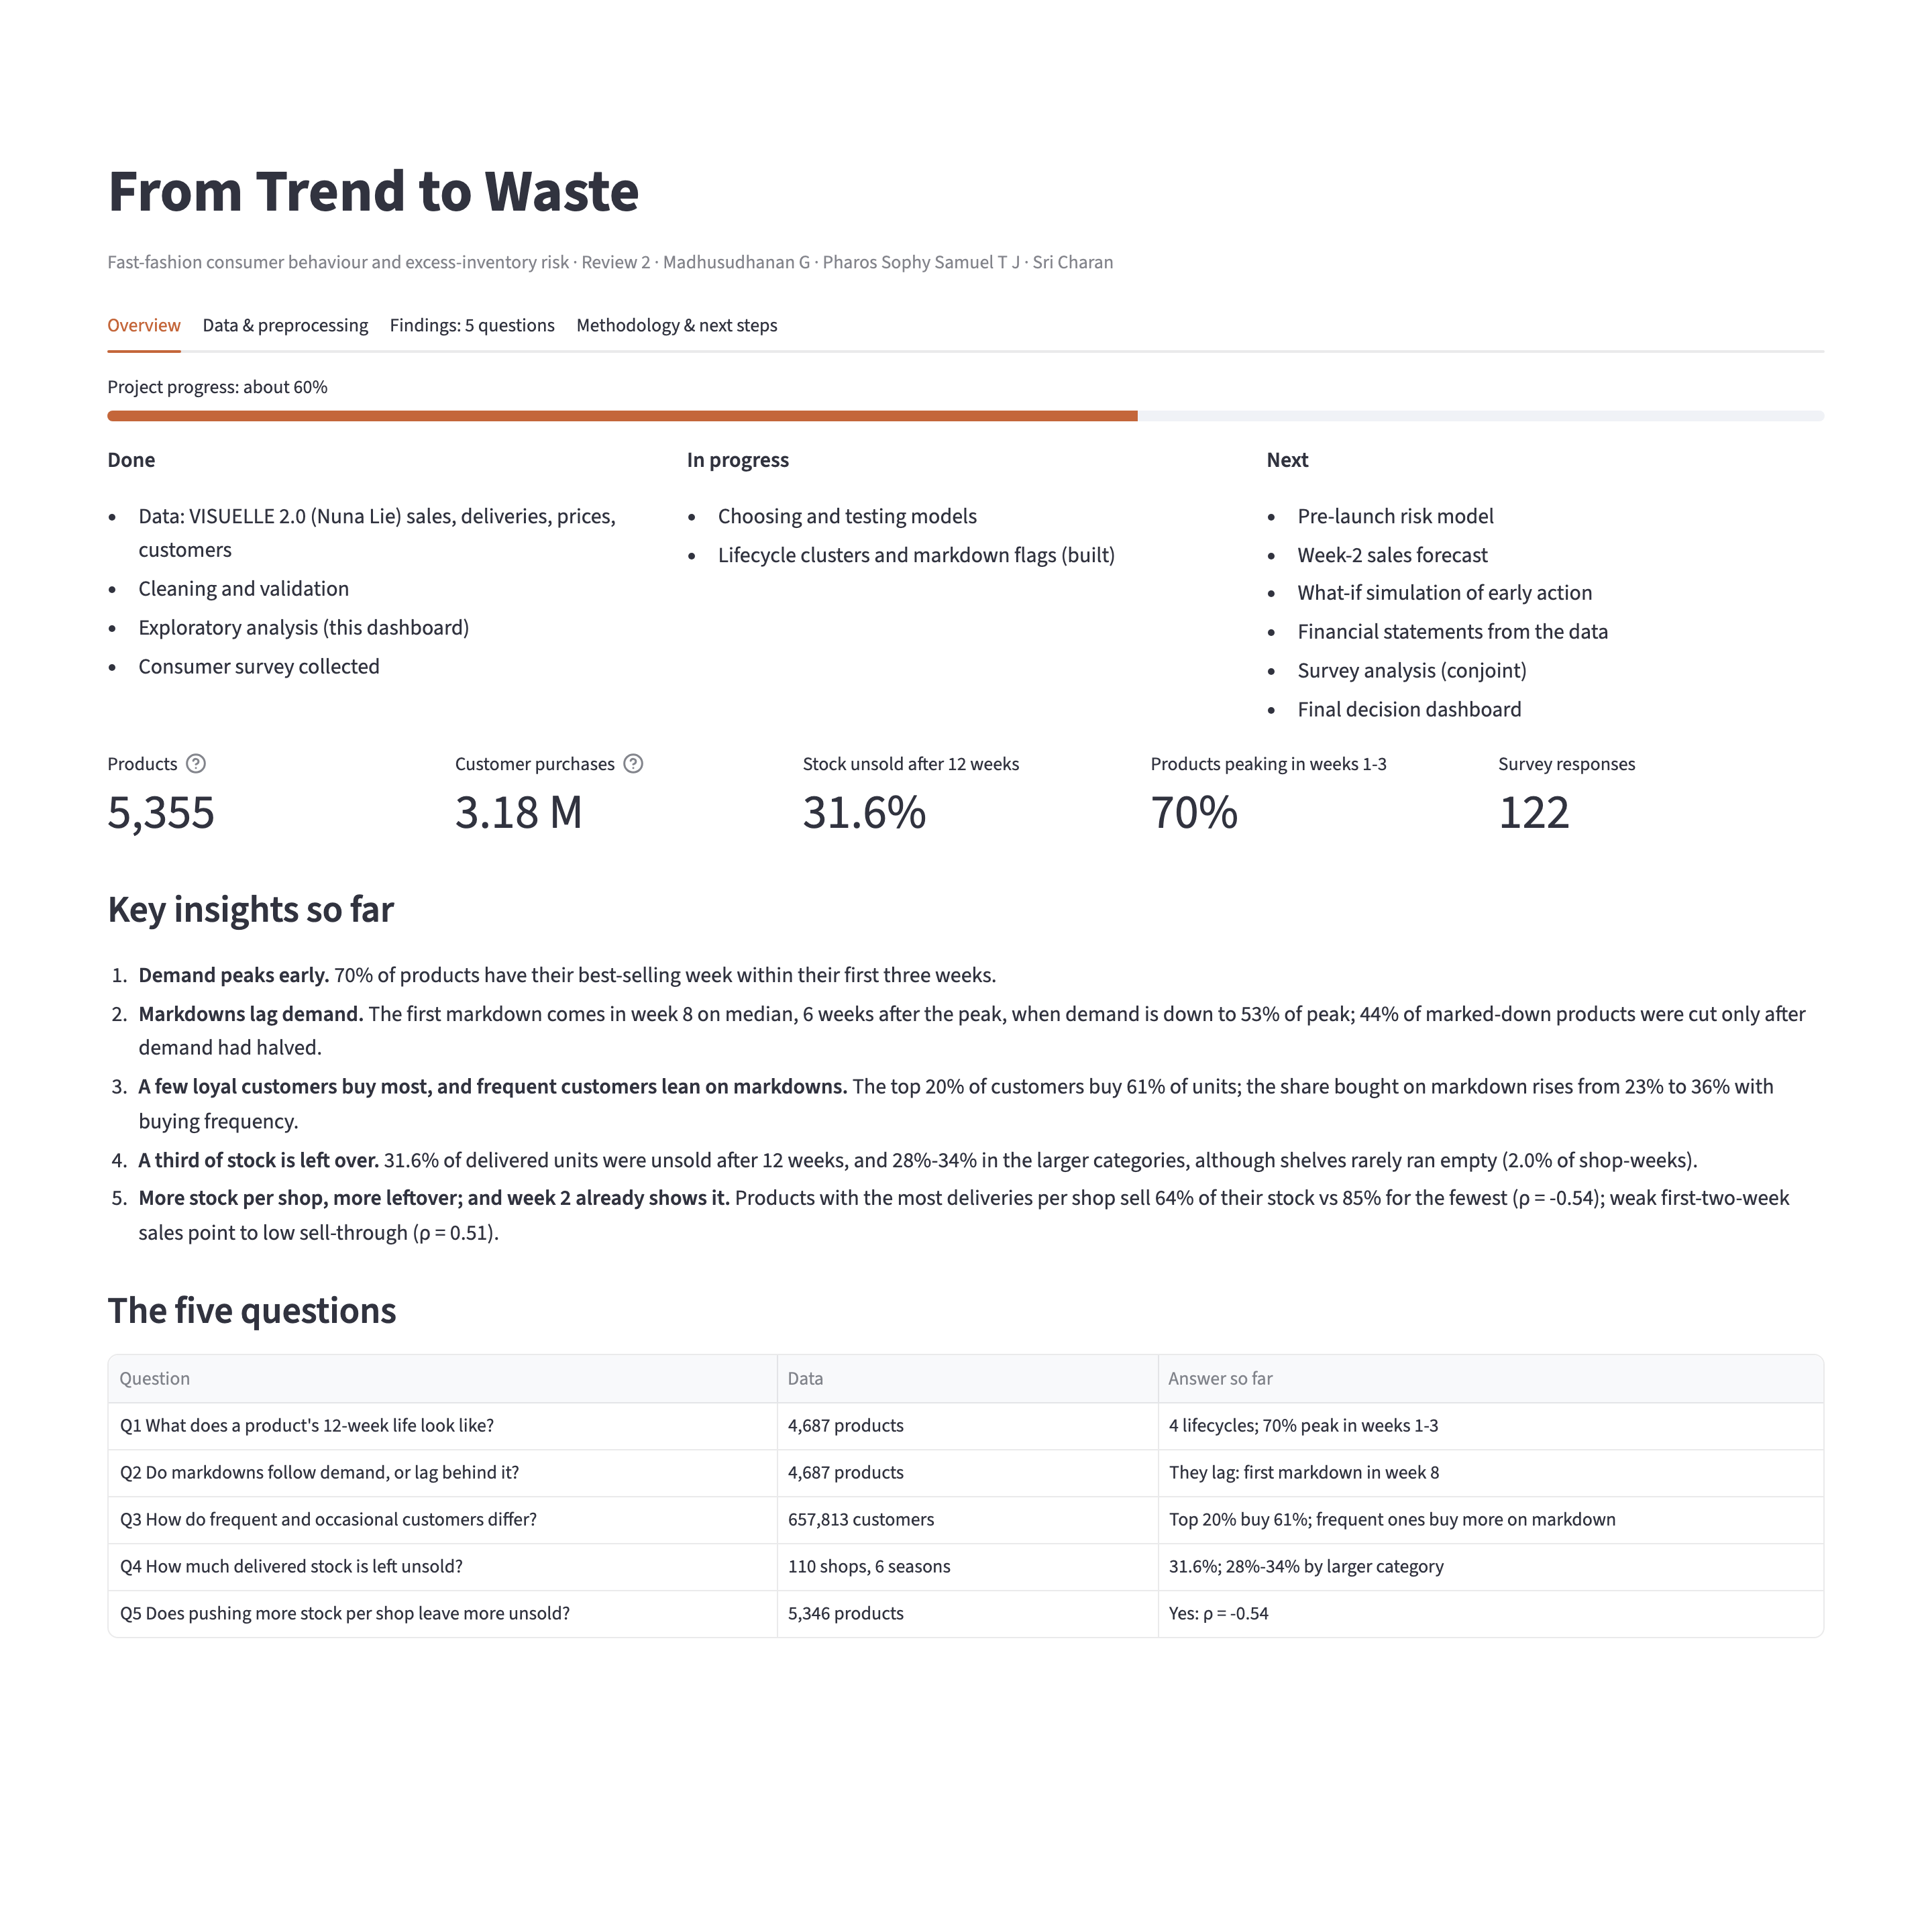 From Trend to Waste
Fast-fashion consumer behaviour and excess-inventory risk · Review 2 · Madhusudhanan G · Pharos Sophy Samuel T J · Sri Charan
Overview Data & preprocessing Findings: 5 questions Methodology & next steps
Project progress: about 60%
Done
Data: VISUELLE 2.0 (Nuna Lie) sales, deliveries, prices,
customers
Cleaning and validation
Exploratory analysis (this dashboard)
Consumer survey collected
In progress
Choosing and testing models
Lifecycle clusters and markdown flags (built)
Next
Pre-launch risk model
Week-2 sales forecast
What-if simulation of early action
Financial statements from the data
Survey analysis (conjoint)
Final decision dashboard
Products
5,355
Customer purchases
3.18 M
Stock unsold after 12 weeks
31.6%
Products peaking in weeks 1-3
70%
Survey responses
122
Key insights so far
1. Demand peaks early. 70% of products have their best-selling week within their first three weeks.
2. Markdowns lag demand. The first markdown comes in week 8 on median, 6 weeks after the peak, when demand is down to 53% of peak; 44% of marked-down products were cut only after
demand had halved.
3. A few loyal customers buy most, and frequent customers lean on markdowns. The top 20% of customers buy 61% of units; the share bought on markdown rises from 23% to 36% with
buying frequency.
4. A third of stock is left over. 31.6% of delivered units were unsold after 12 weeks, and 28%-34% in the larger categories, although shelves rarely ran empty (2.0% of shop-weeks).
5. More stock per shop, more leftover; and week 2 already shows it. Products with the most deliveries per shop sell 64% of their stock vs 85% for the fewest (ρ = -0.54); weak first-two-week
sales point to low sell-through (ρ = 0.51).
The five questions
Question Data Answer so far
Q1 What does a product's 12-week life look like? 4,687 products 4 lifecycles; 70% peak in weeks 1-3
Q2 Do markdowns follow demand, or lag behind it? 4,687 products They lag: first markdown in week 8
Q3 How do frequent and occasional customers differ? 657,813 customers Top 20% buy 61%; frequent ones buy more on markdown
Q4 How much delivered stock is left unsold? 110 shops, 6 seasons 31.6%; 28%-34% by larger category
Q5 Does pushing more stock per shop leave more unsold? 5,346 products Yes: ρ = -0.54